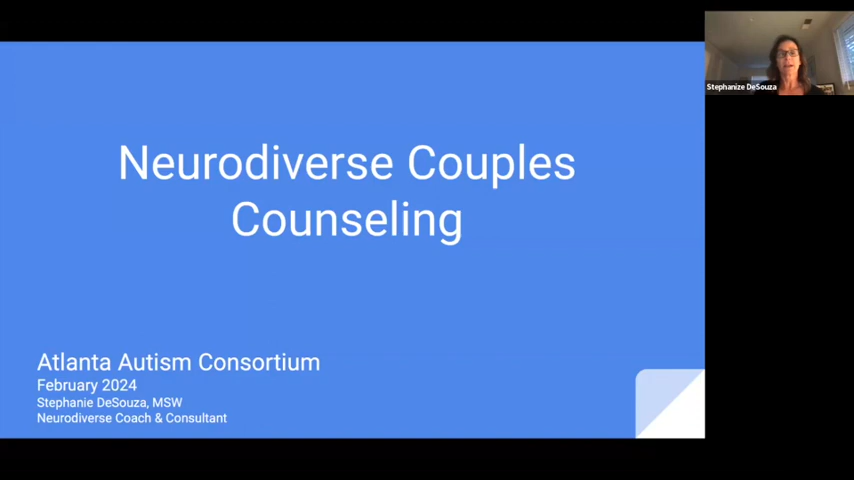 Neurodiverse Couples
Counseling
Atlanta Autism Consortium
February 2024
Stephanie DeSouza, MSW
Neurodiverse Coach & Consultant
Stephanize DeSouza